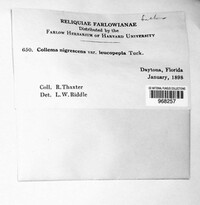 RELIQUIAE FARLOWIANAE
Distributed by the
FARLOW HERBARIUM OF HARVARD UNIVERSITY
650. Collema nigrescens var. leucopepla Tuck.
Daytona, Florida
January, 1898
Coll. R. Thaxter
Det. L. W. Riddle
968257